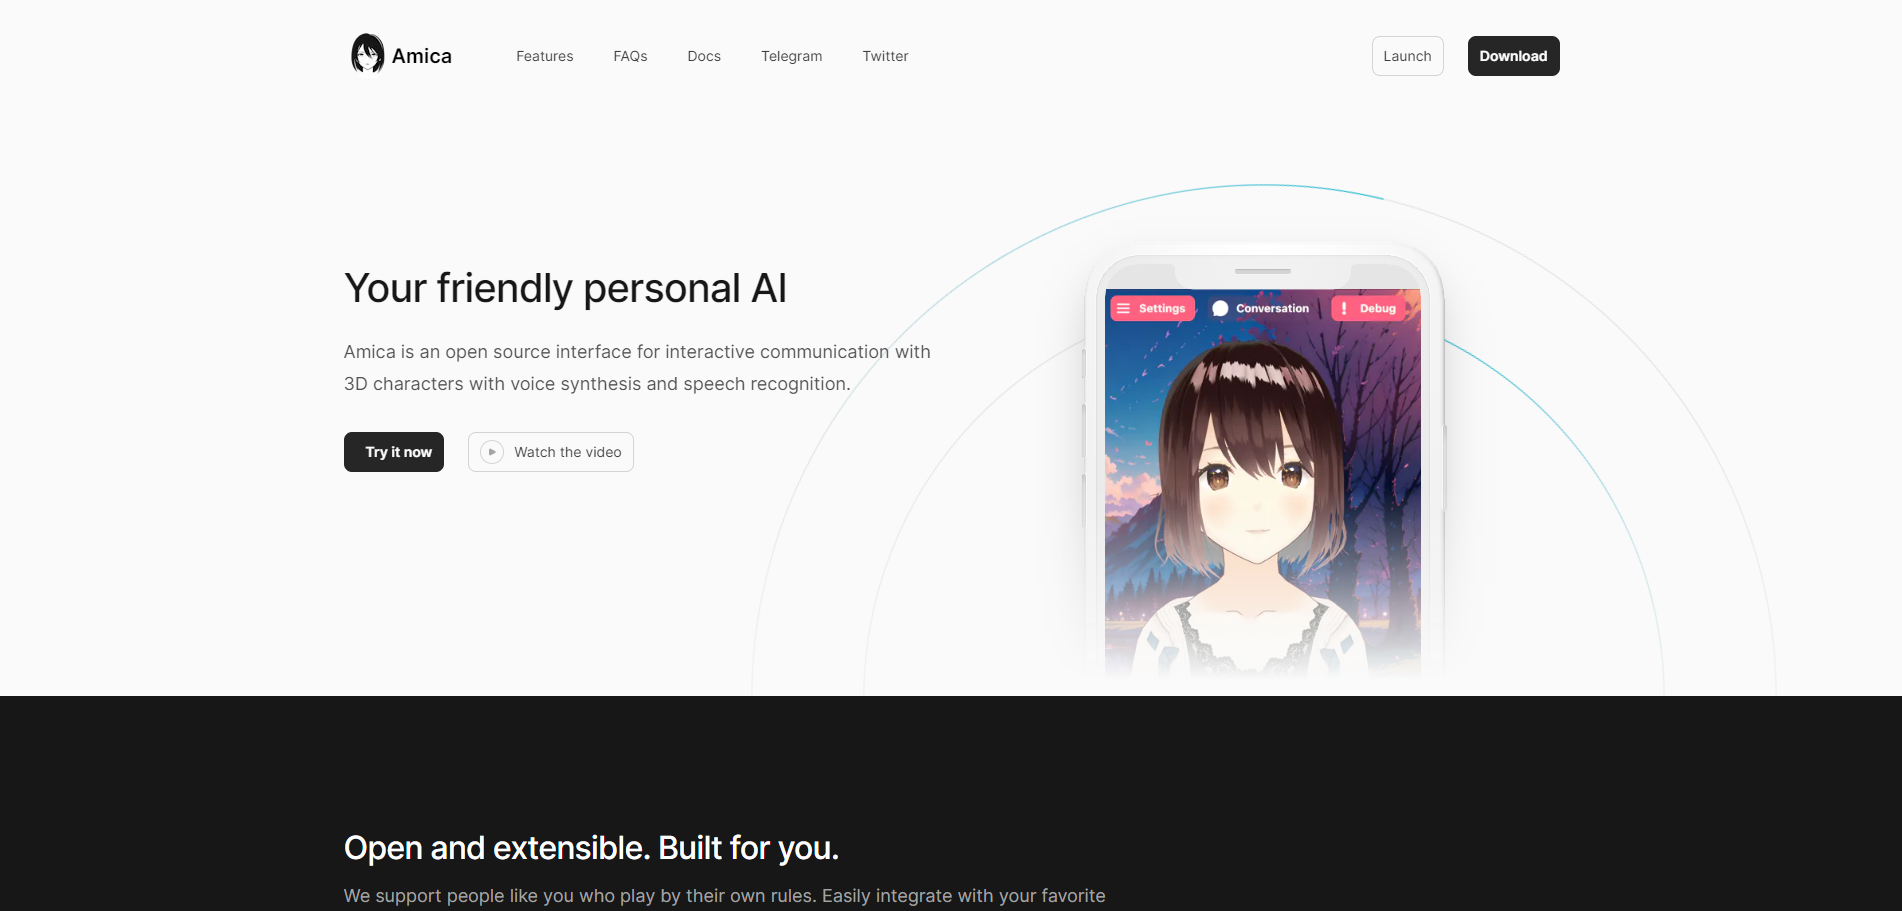 Amica
Features
FAQs
Docs
Telegram
Twitter
Launch
Download
Your friendly personal AI
Amica is an open source interface for interactive communication with
3D characters with voice synthesis and speech recognition.
Try it now
Watch the video
Settings
Conversation
Debug
Open and extensible. Built for you.
We support people like you who play by their own rules. Easily integrate with your favorite